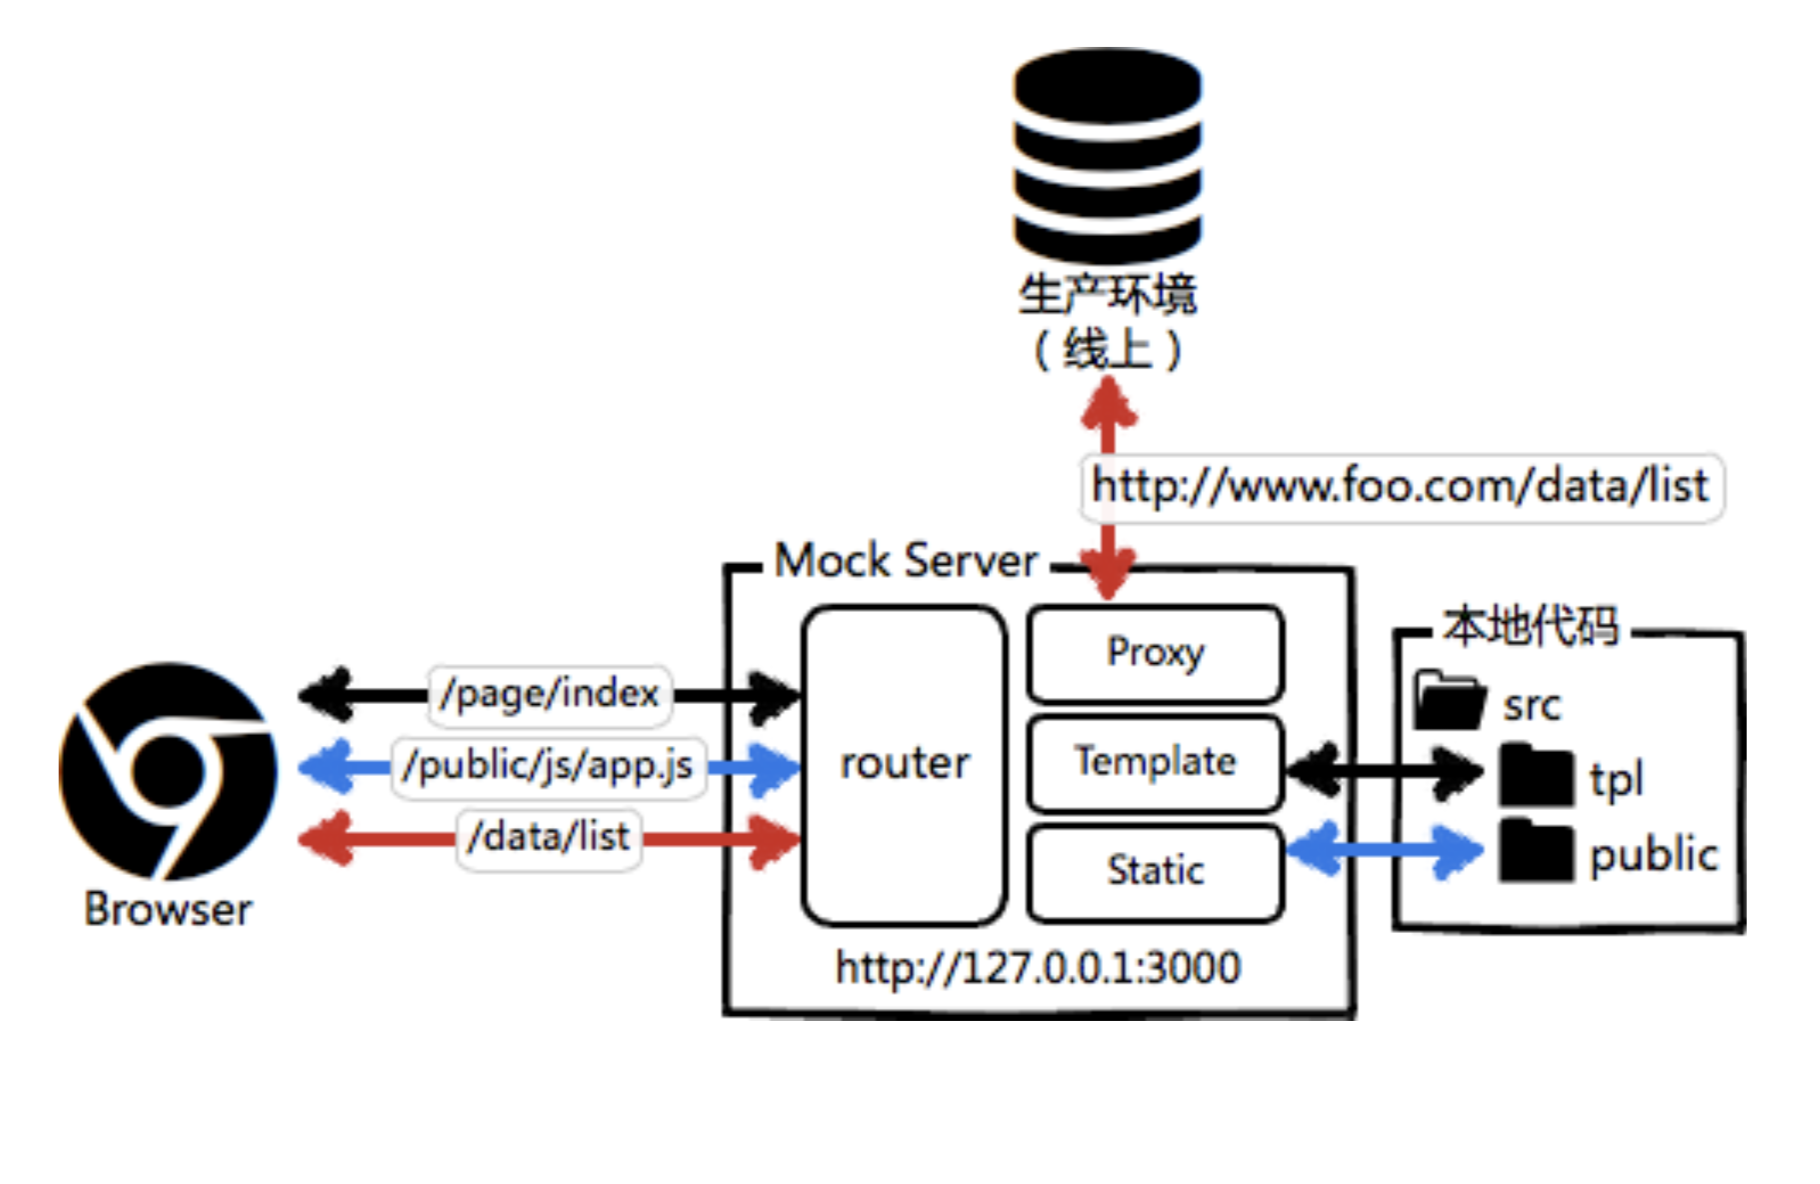 生产环境
（线上）
http://www.foo.com/data/list
Mock Server
本地代码
Proxy
src
/page/index
router
Template
tpl
/public/js/app.js
/data/list
Static
public
Browser
http://127.0.0.1:3000